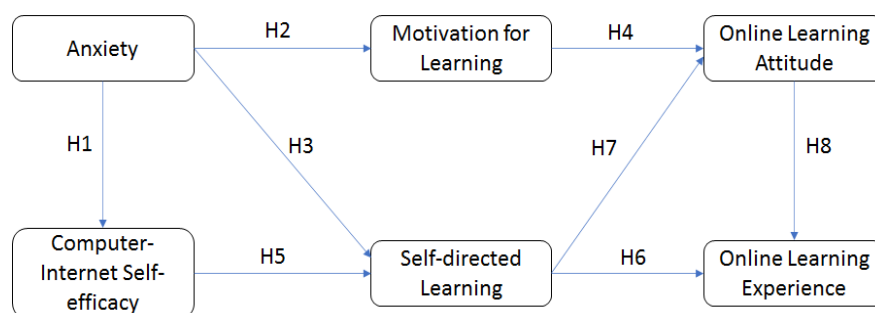 Anxiety
H2
Motivation for
Learning
H4
Online Learning
Attitude
H1
H3
H7
H8
Computer-
Internet Self-
efficacy
H5
Self-directed
Learning
H6
Online Learning
Experience